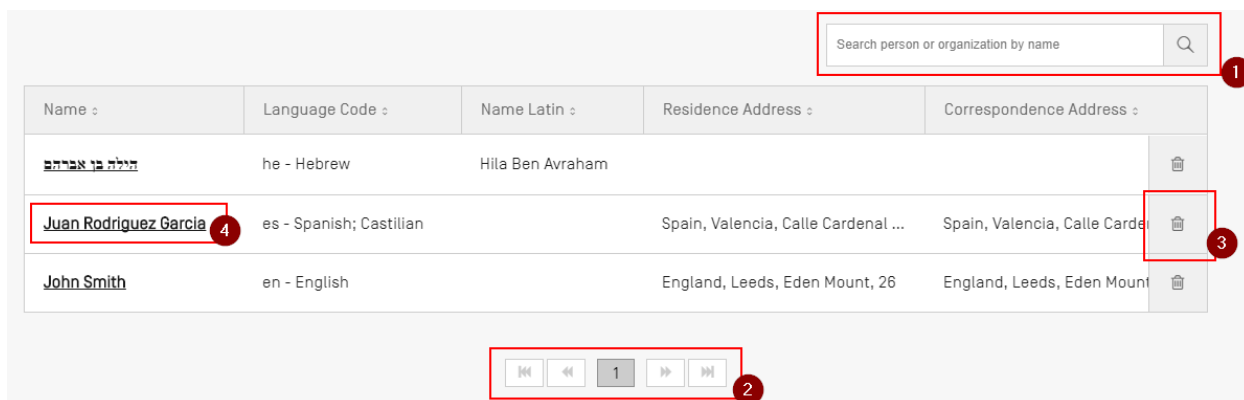 Search person or organization by name
1
Name Language Code Name Latin Residence Address Correspondence Address
הילה בן אברהם he - Hebrew Hila Ben Avraham
Juan Rodriguez Garcia 4 es - Spanish; Castilian Spain, Valencia, Calle Cardenal ... Spain, Valencia, Calle Carde 3
John Smith en - English England, Leeds, Eden Mount, 26 England, Leeds, Eden Mount
1
2